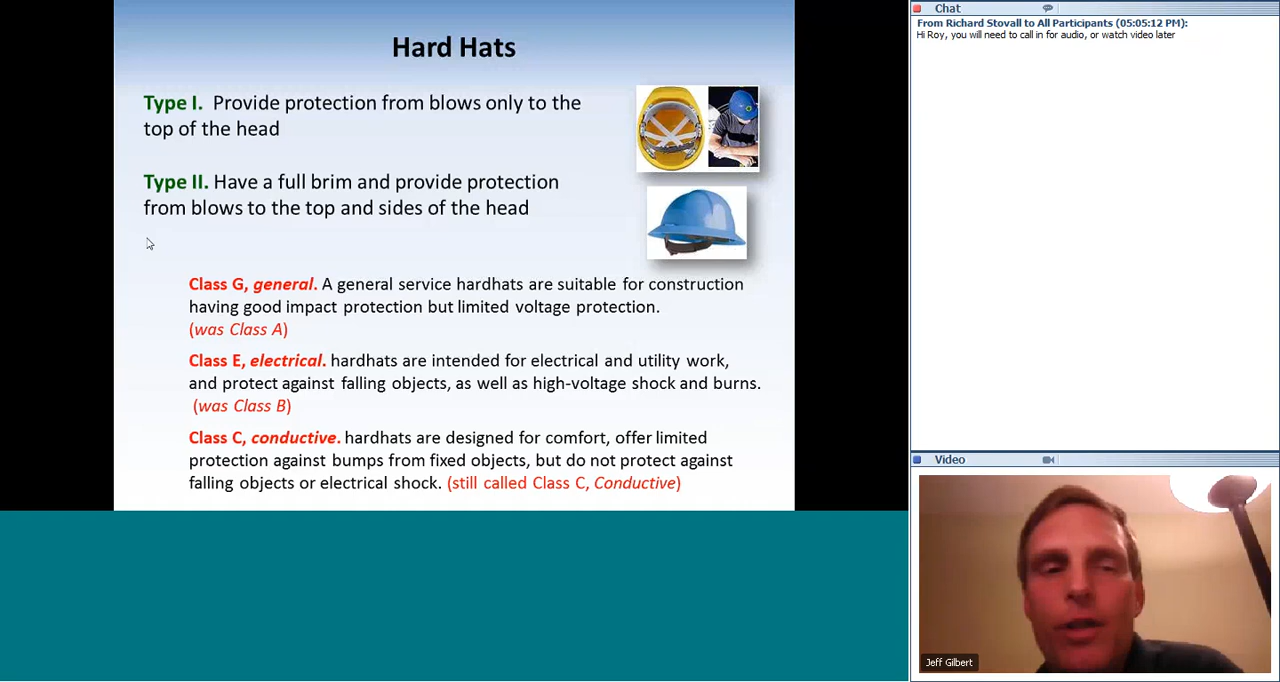 Hard Hats
Type I.  Provide protection from blows only to the
top of the head
Type II. Have a full brim and provide protection
from blows to the top and sides of the head
Class G, general. A general service hardhats are suitable for construction
having good impact protection but limited voltage protection.
(was Class A)
Class E, electrical. hardhats are intended for electrical and utility work,
and protect against falling objects, as well as high-voltage shock and burns.
(was Class B)
Class C, conductive. hardhats are designed for comfort, offer limited
protection against bumps from fixed objects, but do not protect against
falling objects or electrical shock. (still called Class C, Conductive)
Chat
From Richard Stovall to All Participants (05:05:12 PM):
Hi Roy, you will need to call in for audio, or watch video later
Video
Jeff Gilbert